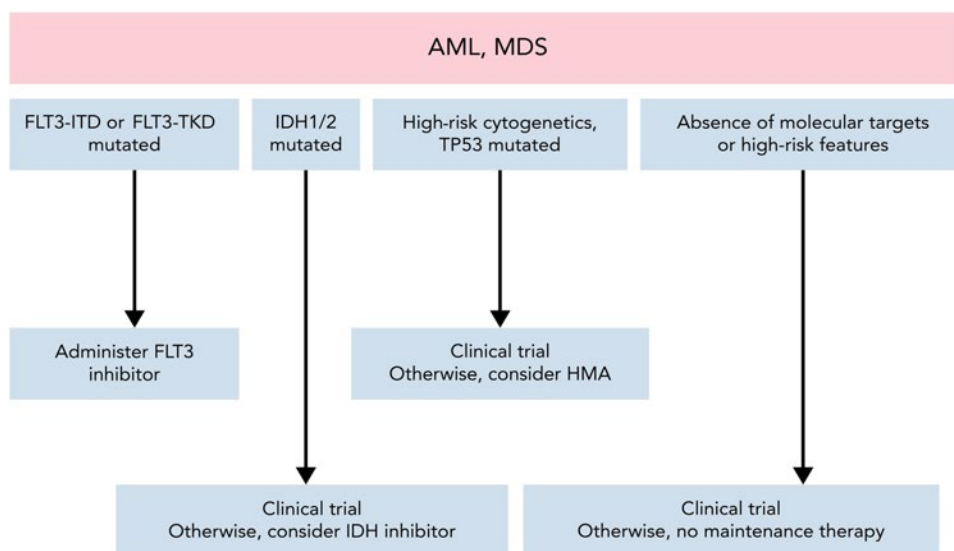 AML, MDS
FLT3-ITD or FLT3-TKD
mutated
IDH1/2
mutated
High-risk cytogenetics,
TP53 mutated
Absence of molecular targets
or high-risk features
Administer FLT3
inhibitor
Clinical trial
Otherwise, consider HMA
Clinical trial
Otherwise, consider IDH inhibitor
Clinical trial
Otherwise, no maintenance therapy